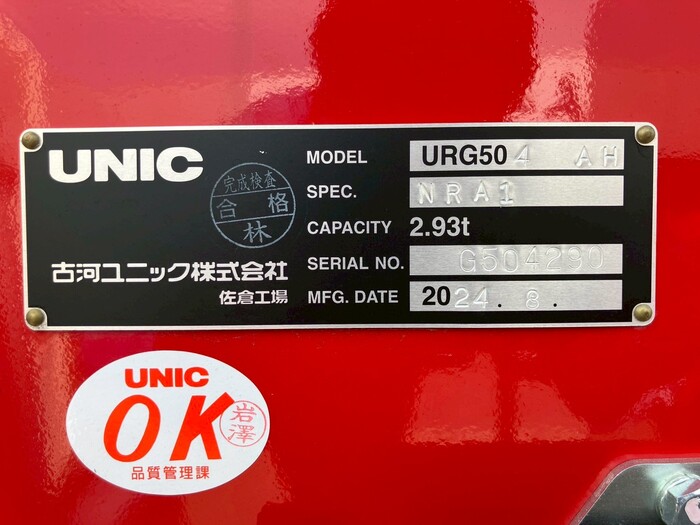 UNIC
完成検査
合格
林
古河ユニック株式会社
佐倉工場
MODEL URG504 AH
SPEC. NRA1
CAPACITY 2.93t
SERIAL NO. G504290
MFG. DATE 2024.8.
UNIC
OK
岩澤
品質管理課